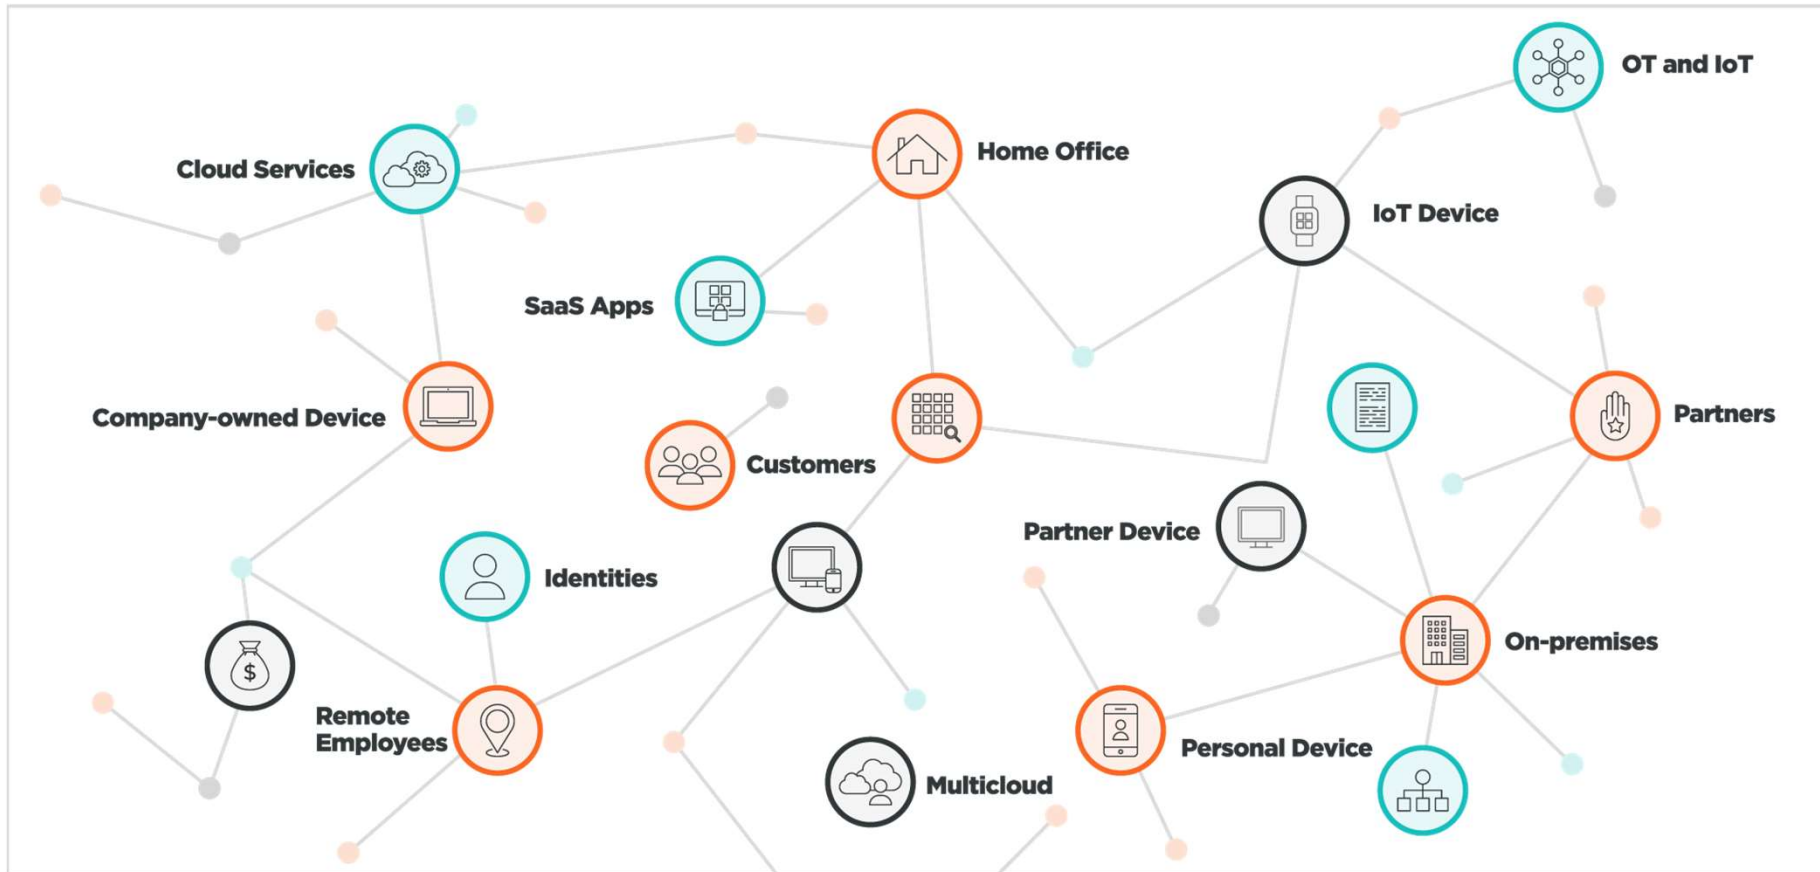 OT and IoT
Cloud Services
Home Office
IoT Device
SaaS Apps
Company-owned Device
Partners
Customers
Partner Device
Identities
$
On-premises
Remote
Employees
Personal Device
Multicloud